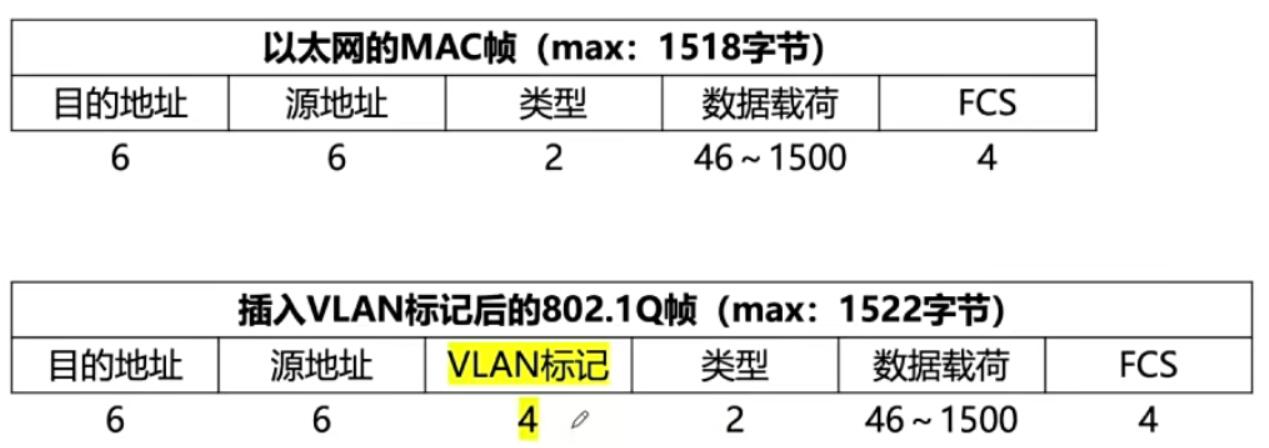 以太网的MAC帧（max：1518字节）
目的地址 源地址 类型 数据载荷 FCS
6 6 2 46～1500 4
插入VLAN标记后的802.1Q帧（max：1522字节）
目的地址 源地址 VLAN标记 类型 数据载荷 FCS
6 6 4 2 46～1500 4